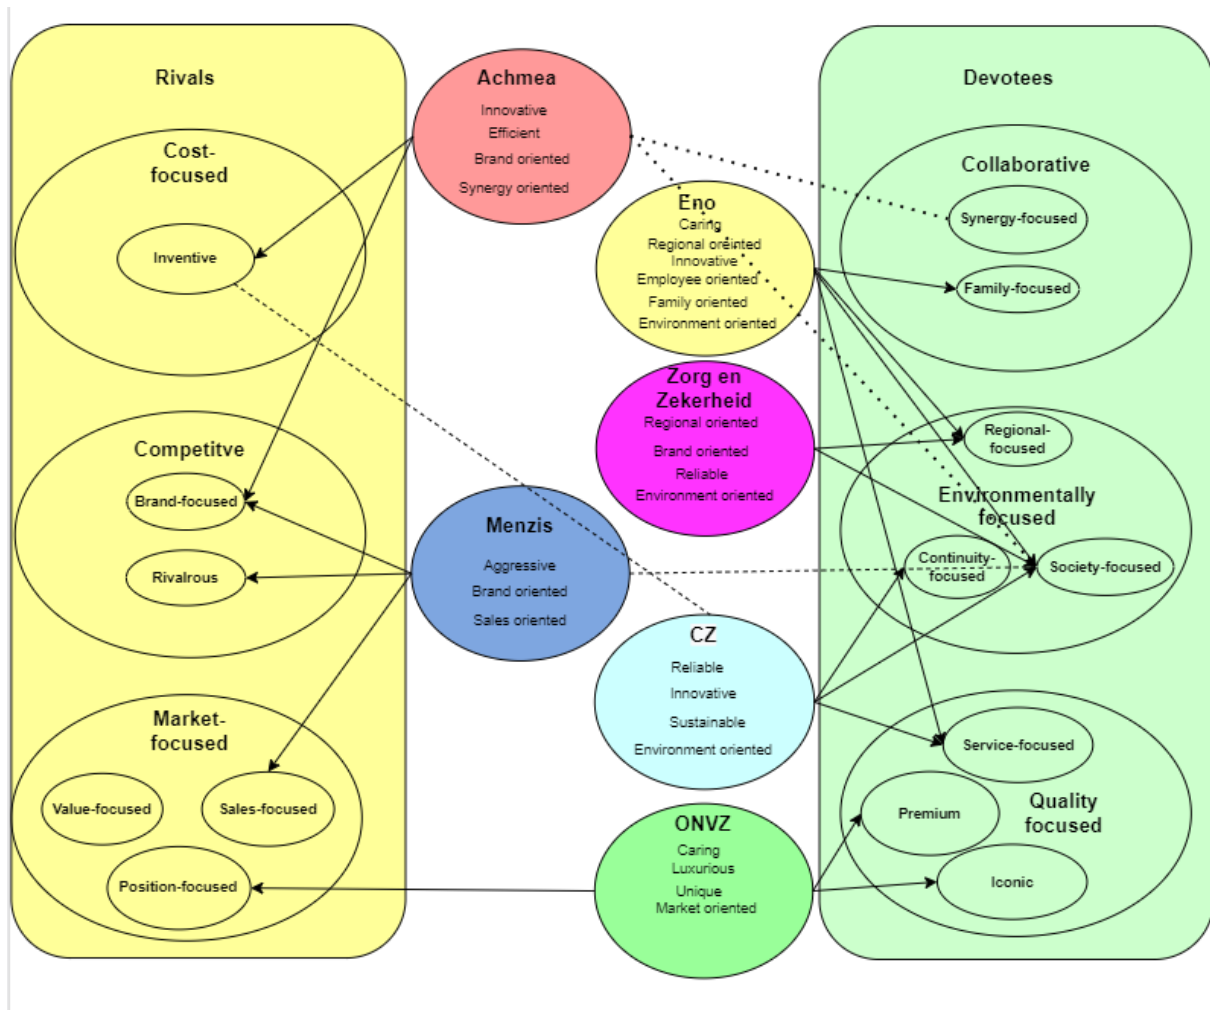 Rivals
Cost-
focused
Inventive
Competitve
Brand-focused
Rivalrous
Market-
focused
Value-focused
Sales-focused
Position-focused
Achmea
Innovative
Efficient
Brand oriented
Synergy oriented
Eno
Caring
Regional oriented
Innovative
Employee oriented
Family oriented
Environment oriented
Zorg en
Zekerheid
Regional oriented
Brand oriented
Reliable
Environment oriented
Menzis
Aggressive
Brand oriented
Sales oriented
CZ
Reliable
Innovative
Sustainable
Environment oriented
ONVZ
Caring
Luxurious
Unique
Market oriented
Devotees
Collaborative
Synergy-focused
Family-focused
Regional-
focused
Environmentally
focused
Continuity-
focused
Society-focused
Service-focused
Premium
Quality
focused
Iconic